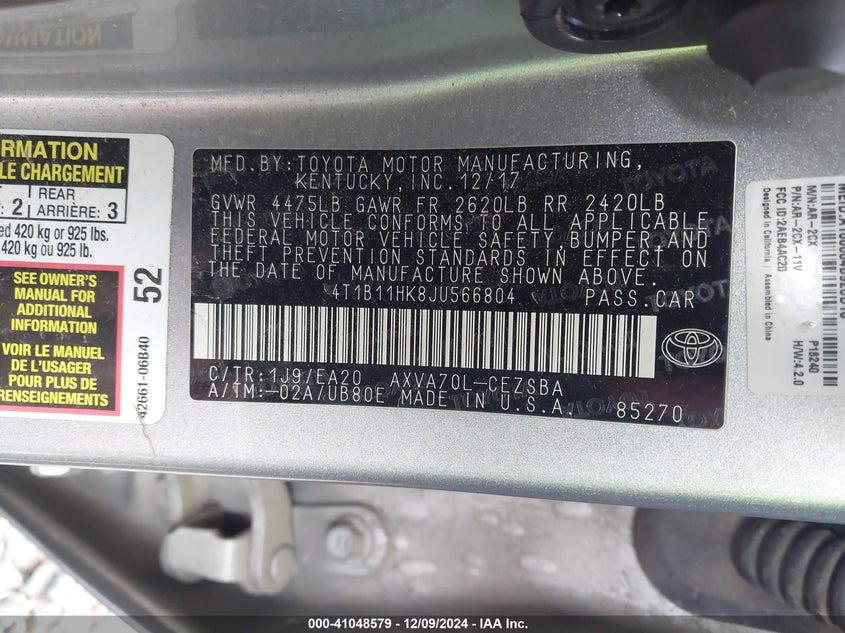 RMATION
LE CHARGEMENT
2
REAR
ARRIÈRE: 3
ed 420 kg or 925 lbs.
420 kg ou 925 lb.
SEE OWNER'S
MANUAL FOR
ADDITIONAL
INFORMATION
VOIR LE MANUEL
DE L'USAGER
POUR PLUS DE
RENSEIGNEMENTS
52
42661-06B40
MFD.BY:TOYOTA MOTOR MANUFACTURING,
KENTUCKY, INC. 12/17
GVWR 4475LB GAWR FR 2620LB RR 2420LB
THIS VEHICLE CONFORMS TO ALL APPLICABLE
FEDERAL MOTOR VEHICLE SAFETY, BUMPER AND
THEFT PREVENTION STANDARDS IN EFFECT ON
THE DATE OF MANUFACTURE SHOWN ABOVE.
4T1B11HK8JU566804 PASS.CAR
C/TR:1J9/EA20 AXVA70L-CEZSBA
A/TM:-02A/UB80E MADE IN U.S.A. 85270
M/N:AR-2CX
P/N:AR-2CX-11V
FCC ID:2AEB4AC20
Designed in California | Assembled in China
P18240
H/W:4.2.0
000-41048579 - 12/09/2024 - IAA Inc.